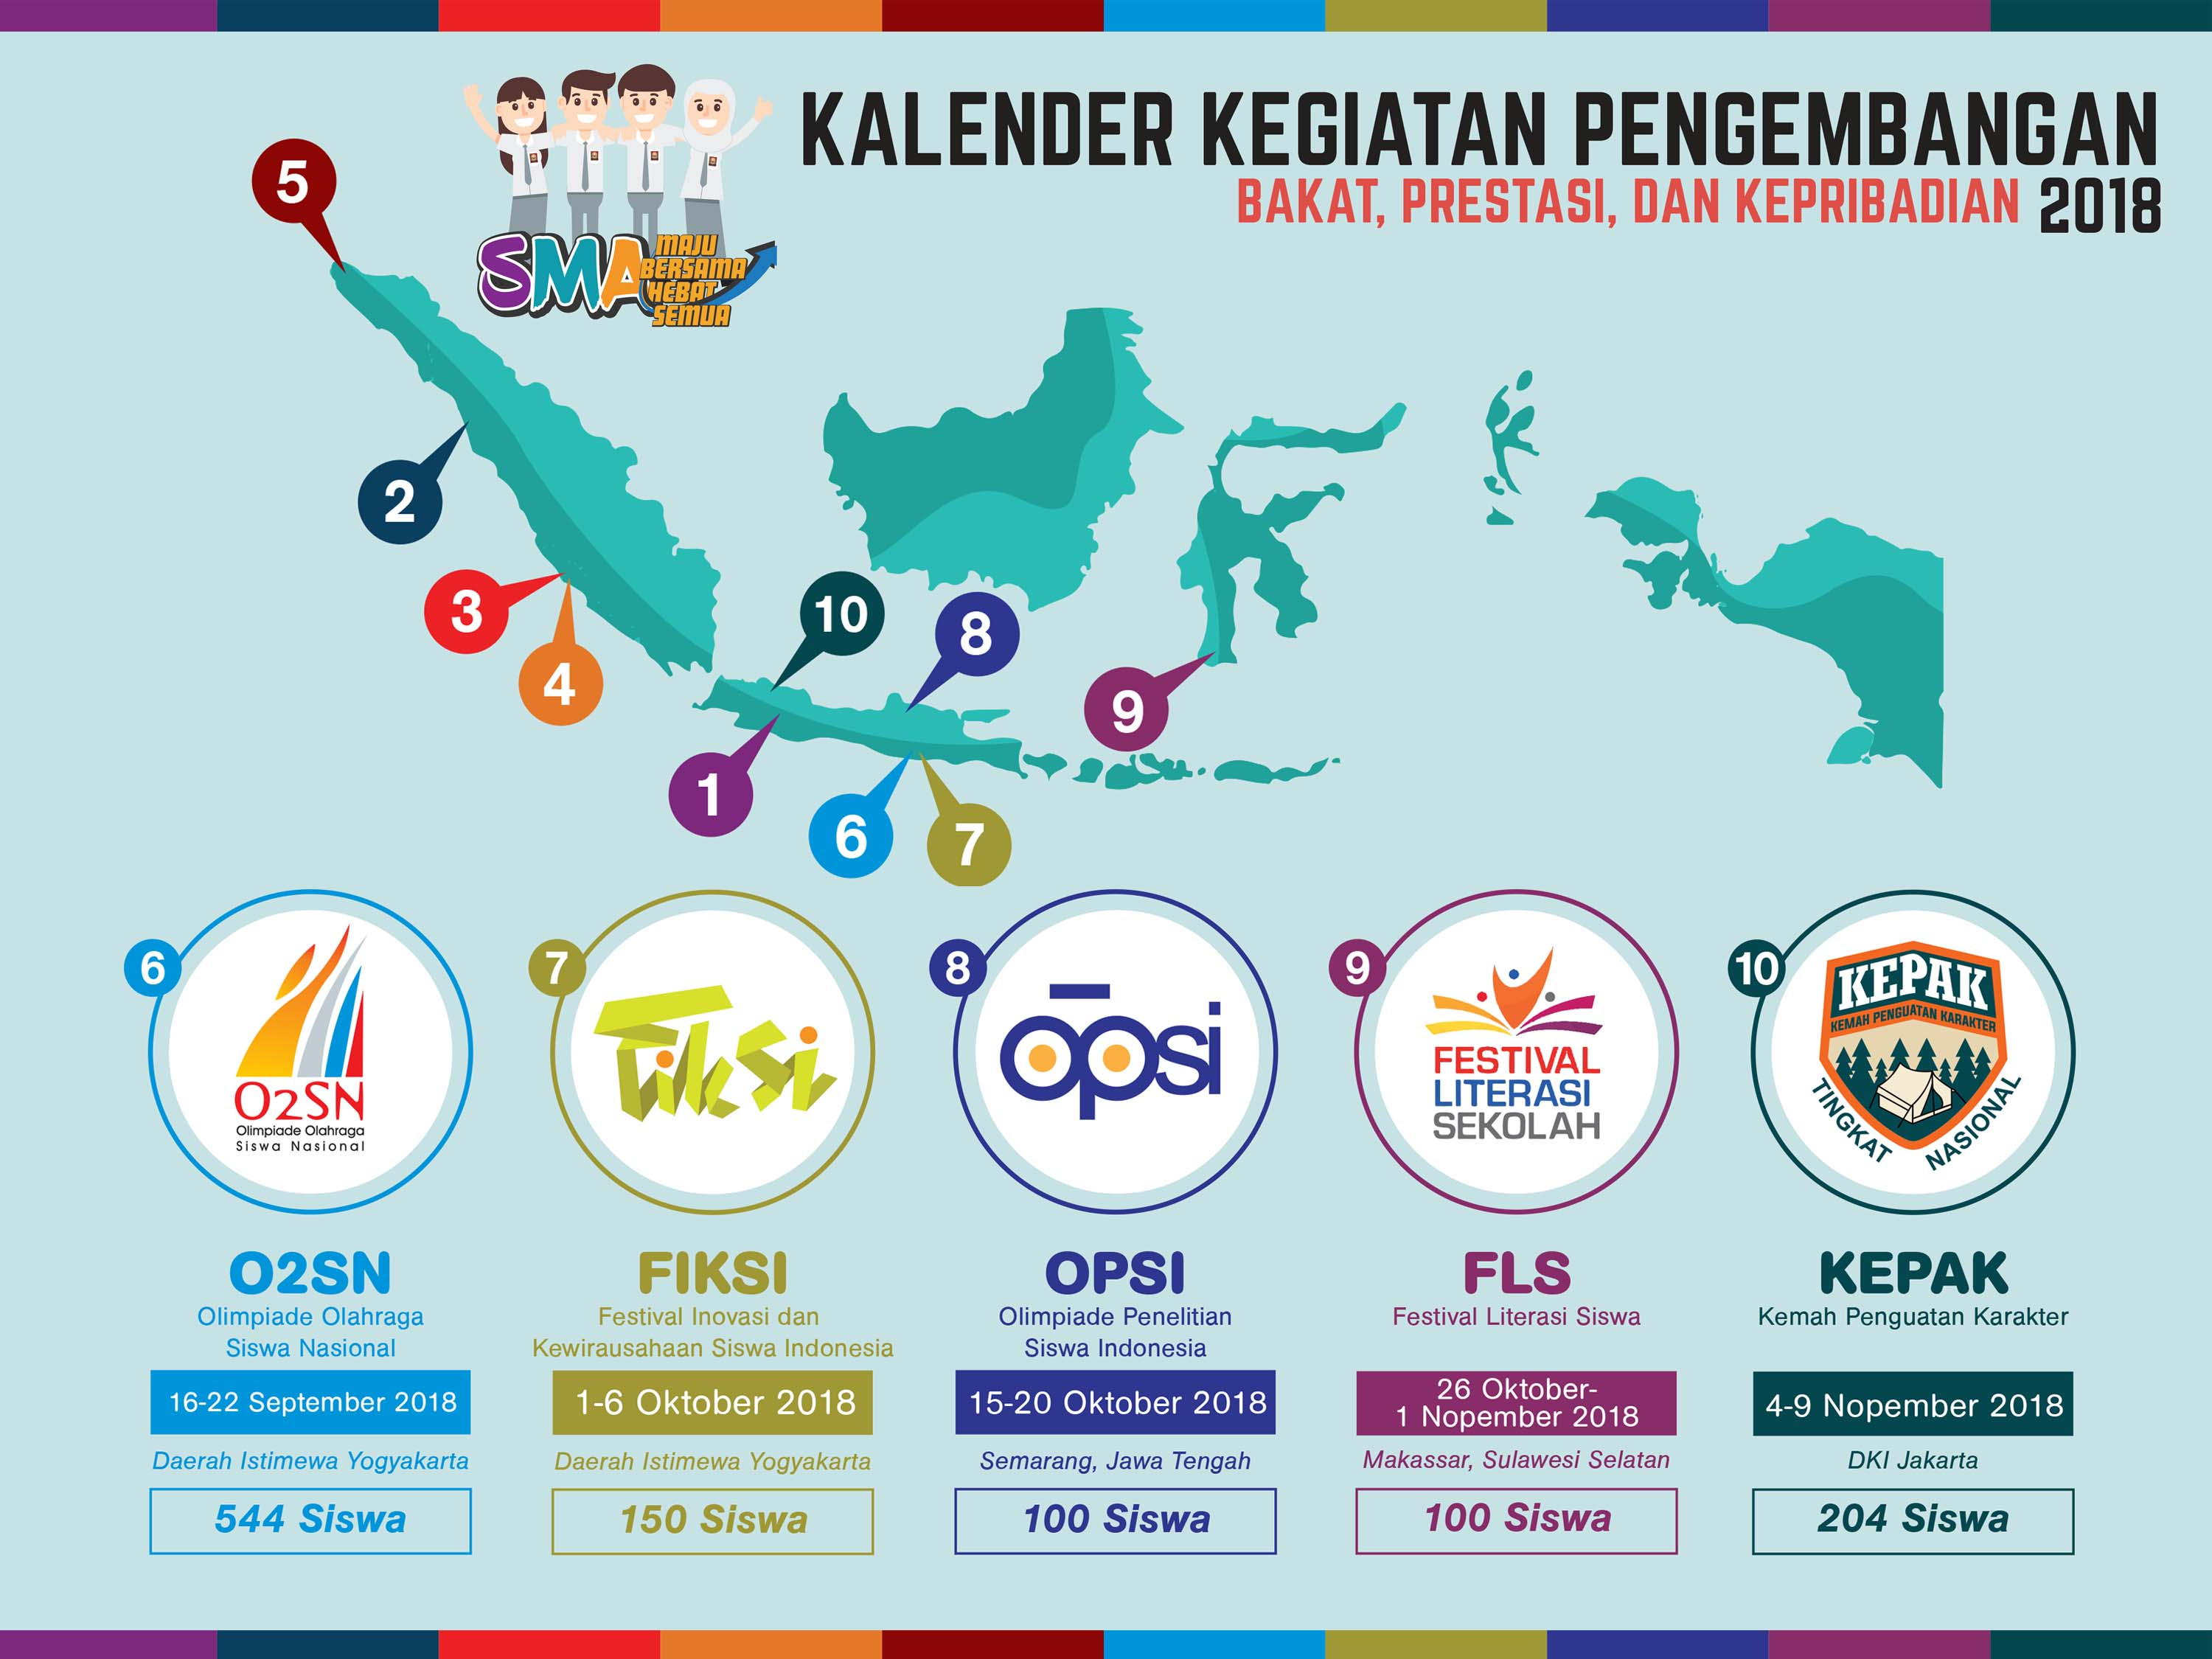 KALENDER KEGIATAN PENGEMBANGAN
BAKAT, PRESTASI, DAN KEPRIBADIAN 2018
SMA
MAJU
BERSAMA
HEBAT
SEMUA
5
2
3
4
10
8
9
1
6
7
6
O2SN
Olimpiade Olahraga
Siswa Nasional
7
Fiksi
8
opsi
9
FESTIVAL
LITERASI
SEKOLAH
10
KEPAK
KEMAH PENGUATAN KARAKTER
TINGKAT NASIONAL
O2SN
Olimpiade Olahraga
Siswa Nasional
16-22 September 2018
Daerah Istimewa Yogyakarta
544 Siswa
FIKSI
Festival Inovasi dan
Kewirausahaan Siswa Indonesia
1-6 Oktober 2018
Daerah Istimewa Yogyakarta
150 Siswa
OPSI
Olimpiade Penelitian
Siswa Indonesia
15-20 Oktober 2018
Semarang, Jawa Tengah
100 Siswa
FLS
Festival Literasi Siswa
26 Oktober-
1 Nopember 2018
Makassar, Sulawesi Selatan
100 Siswa
KEPAK
Kemah Penguatan Karakter
4-9 Nopember 2018
DKI Jakarta
204 Siswa